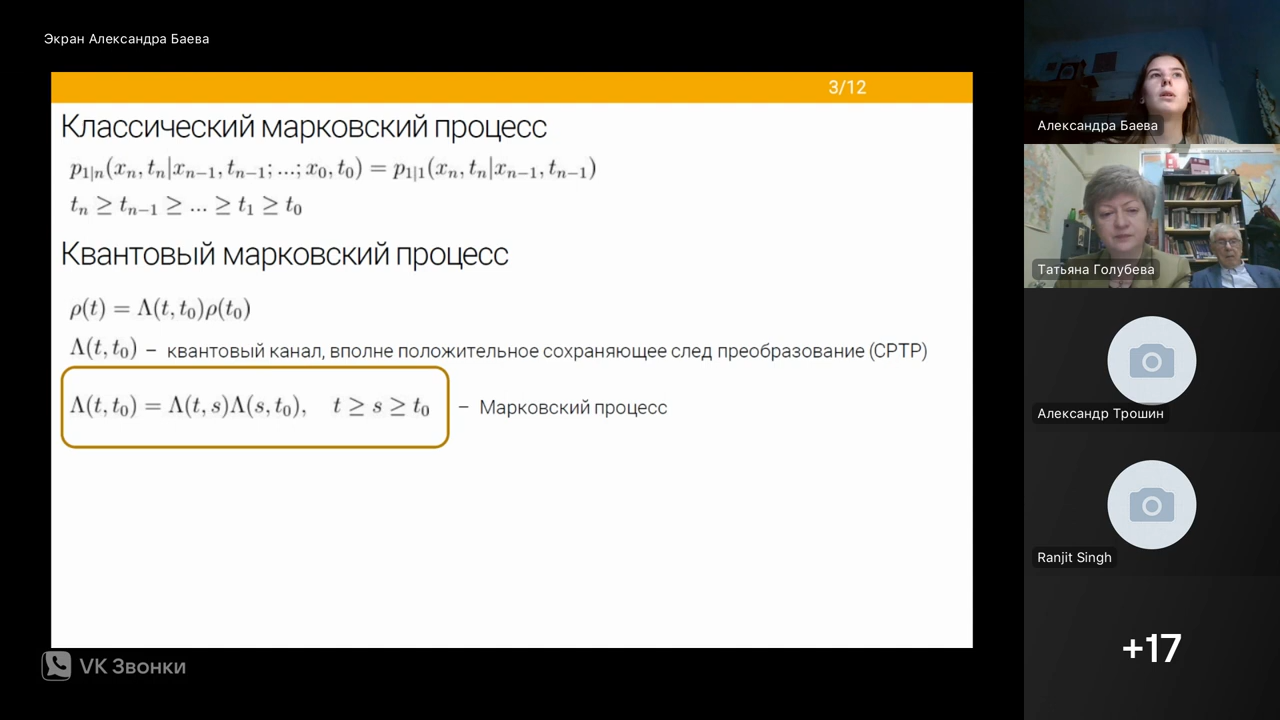 Экран Александра Баева
3/12
Классический марковский процесс
p_{1|n}(x_n, t_n|x_{n−1}, t_{n−1}; ...; x_0, t_0) = p_{1|1}(x_n, t_n|x_{n−1}, t_{n−1})
t_n ≥ t_{n−1} ≥ ... ≥ t_1 ≥ t_0
Квантовый марковский процесс
ρ(t) = Λ(t, t_0)ρ(t_0)
Λ(t, t_0) – квантовый канал, вполне положительное сохраняющее след преобразование (CPTP)
Λ(t, t_0) = Λ(t, s)Λ(s, t_0), t ≥ s ≥ t_0 – Марковский процесс
VK Звонки
Александра Баева
Татьяна Голубева
Александр Трошин
Ranjit Singh
+17